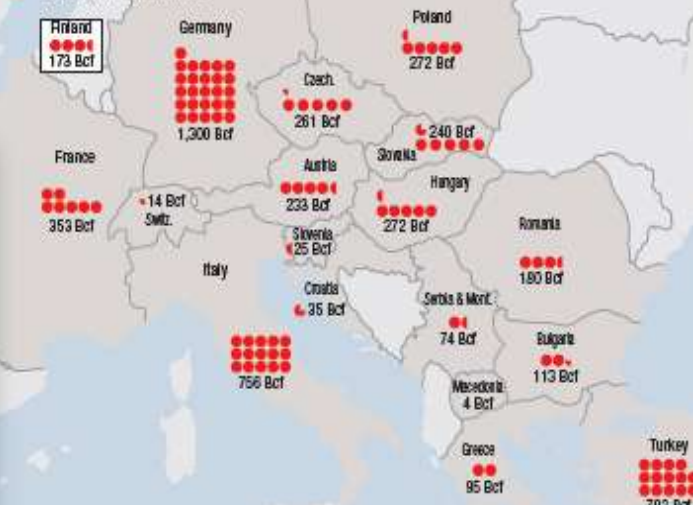 Finland
173 Bcf
Germany
1,300 Bcf
Poland
272 Bcf
Czech.
261 Bcf
240 Bcf
Slovakia
France
353 Bcf
14 Bcf
Switz.
Austria
233 Bcf
Hungary
272 Bcf
Slovenia
25 Bcf
Romania
Italy
756 Bcf
Croatia
35 Bcf
Serbia & Mont.
74 Bcf
Bulgaria
113 Bcf
Macedonia
4 Bcf
Greece
95 Bcf
Turkey